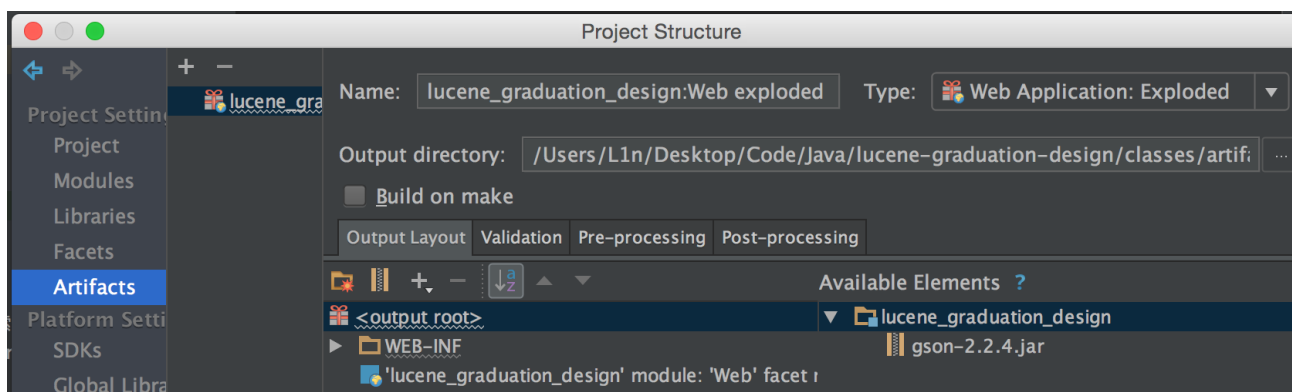 Project Structure
Project Settin
Project
Modules
Libraries
Facets
Artifacts
Platform Setti
SDKs
Global Libra
lucene_gra
Name: lucene_graduation_design:Web exploded Type: Web Application: Exploded
Output directory: /Users/L1n/Desktop/Code/Java/lucene-graduation-design/classes/artifa ...
Build on make
Output Layout Validation Pre-processing Post-processing
Available Elements ?
<output root>
WEB-INF
'lucene_graduation_design' module: 'Web' facet r
lucene_graduation_design
gson-2.2.4.jar